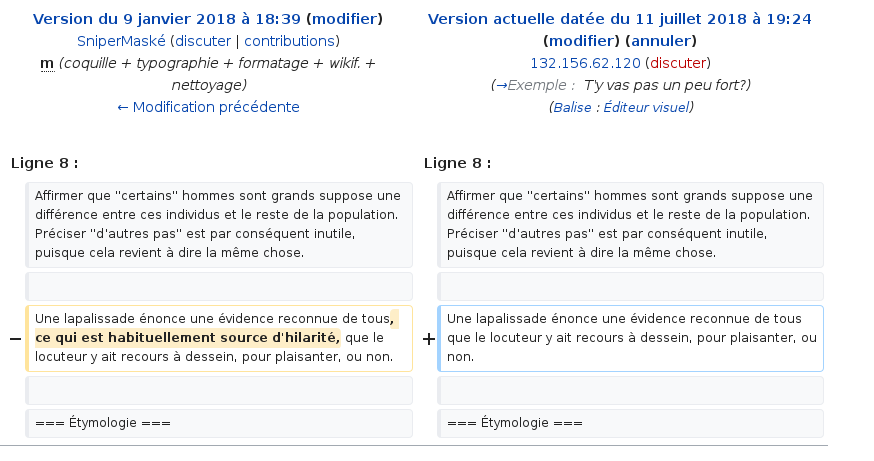 Version du 9 janvier 2018 à 18:39 (modifier)
SniperMaské (discuter | contributions)
m (coquille + typographie + formatage + wikif. +
nettoyage)
← Modification précédente
Version actuelle datée du 11 juillet 2018 à 19:24
(modifier) (annuler)
132.156.62.120 (discuter)
(→Exemple : T'y vas pas un peu fort?)
(Balise : Éditeur visuel)
Ligne 8 :
Affirmer que "certains" hommes sont grands suppose une
différence entre ces individus et le reste de la population.
Préciser "d'autres pas" est par conséquent inutile,
puisque cela revient à dire la même chose.
− Une lapalissade énonce une évidence reconnue de tous,
ce qui est habituellement source d'hilarité, que le
locuteur y ait recours à dessein, pour plaisanter, ou non.
=== Étymologie ===
Ligne 8 :
Affirmer que "certains" hommes sont grands suppose une
différence entre ces individus et le reste de la population.
Préciser "d'autres pas" est par conséquent inutile,
puisque cela revient à dire la même chose.
+ Une lapalissade énonce une évidence reconnue de tous
que le locuteur y ait recours à dessein, pour plaisanter, ou
non.
=== Étymologie ===